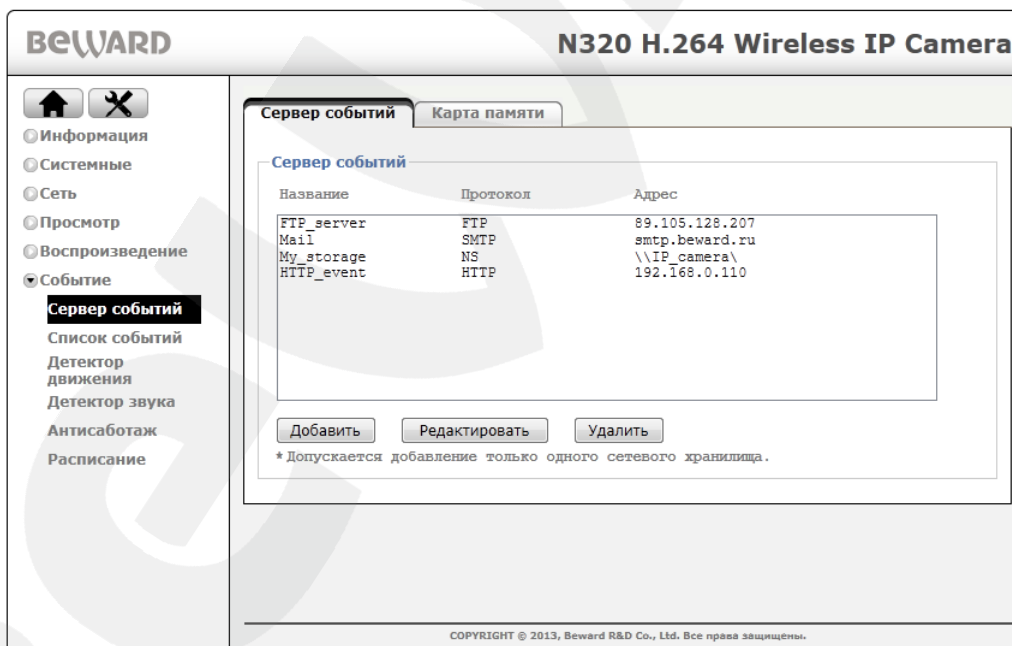 BEWARD
N320 H.264 Wireless IP Camera
Информация
Системные
Сеть
Просмотр
Воспроизведение
Событие
Сервер событий
Список событий
Детектор
движения
Детектор звука
Антисаботаж
Расписание
Сервер событий Карта памяти
Сервер событий
Название Протокол Адрес
FTP_server FTP 89.105.128.207
Mail SMTP smtp.beward.ru
My_storage NS \\IP_camera\
HTTP_event HTTP 192.168.0.110
Добавить Редактировать Удалить
* Допускается добавление только одного сетевого хранилища.
COPYRIGHT © 2013, Beward R&D Co., Ltd. Все права защищены.